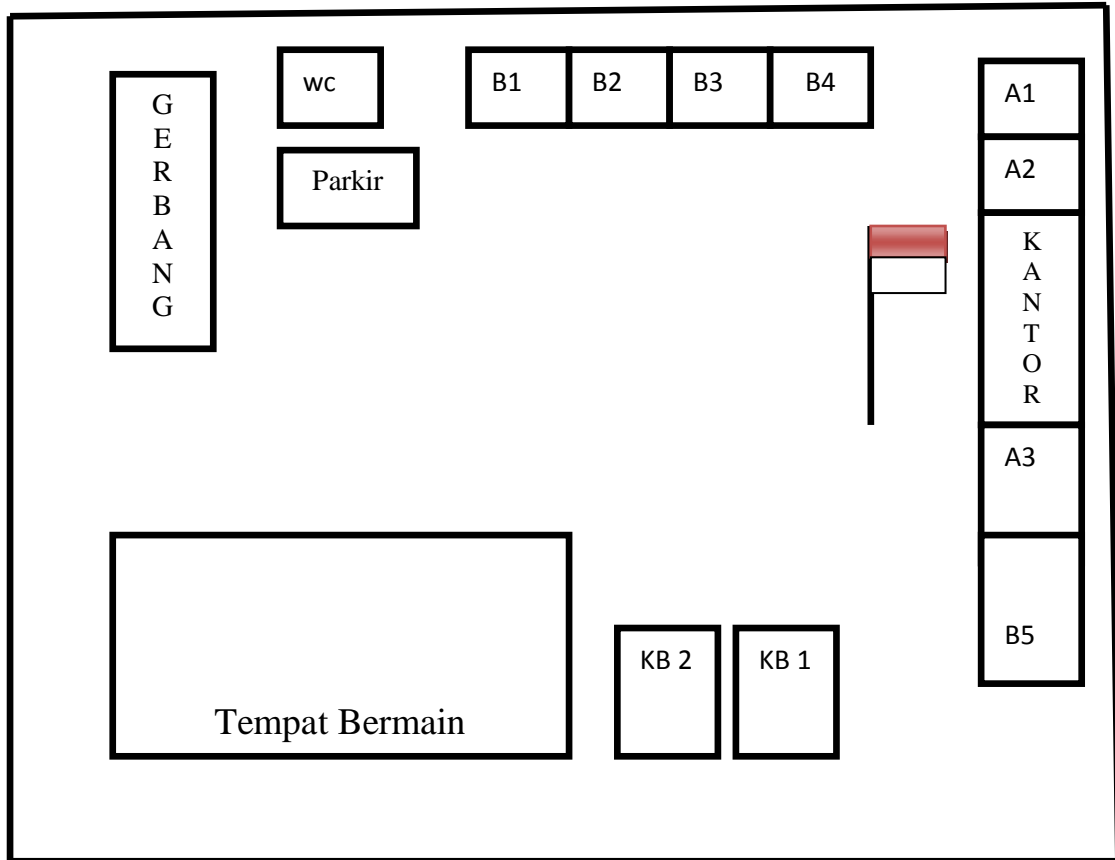 GERBANG
wc
Parkir
B1
B2
B3
B4
A1
A2
KANTOR
A3
B5
Tempat Bermain
KB 2
KB 1